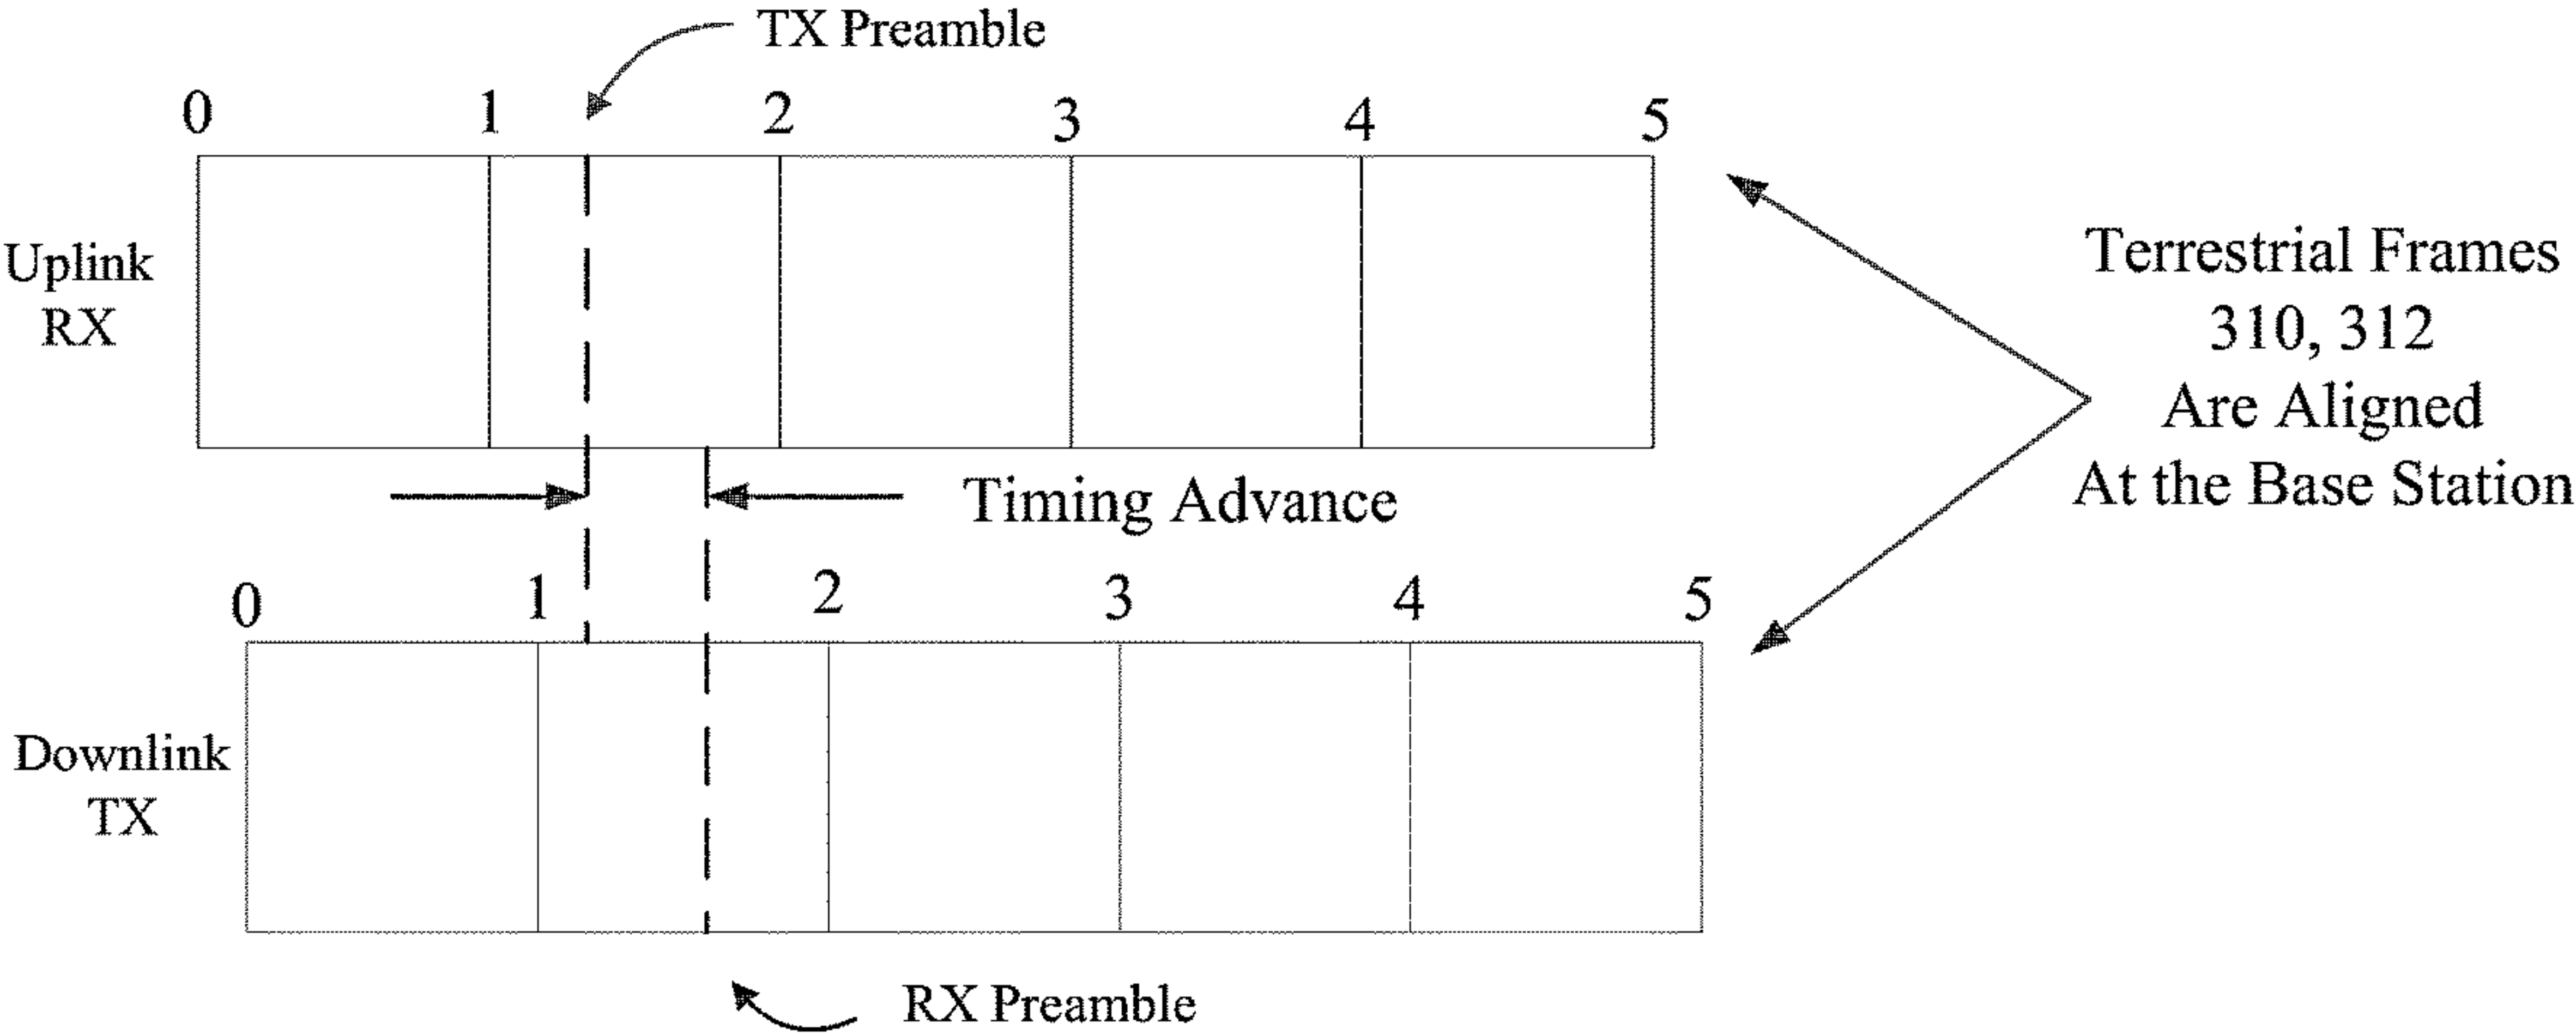 TX Preamble
0 1 2 3 4 5
Uplink
RX
Timing Advance
Terrestrial Frames
310, 312
Are Aligned
At the Base Station
0 1 2 3 4 5
Downlink
TX
RX Preamble